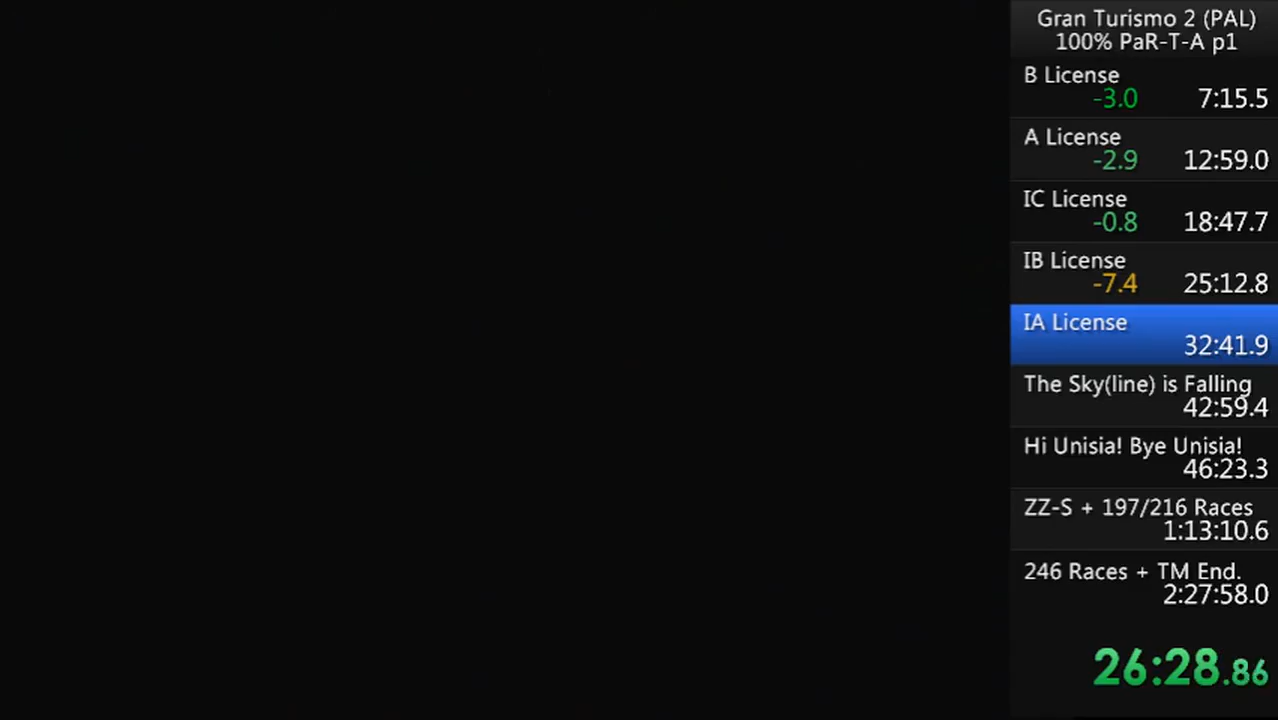 Gran Turismo 2 (PAL)
100% PaR-T-A p1
B License
-3.0 7:15.5
A License
-2.9 12:59.0
IC License
-0.8 18:47.7
IB License
-7.4 25:12.8
IA License
32:41.9
The Sky(line) is Falling
42:59.4
Hi Unisia! Bye Unisia!
46:23.3
ZZ-S + 197/216 Races
1:13:10.6
246 Races + TM End.
2:27:58.0
26:28.86